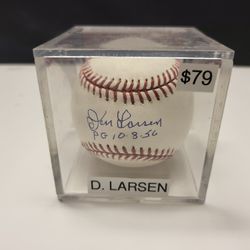 $79
Don Larsen
PG 10-8-56
D. LARSEN